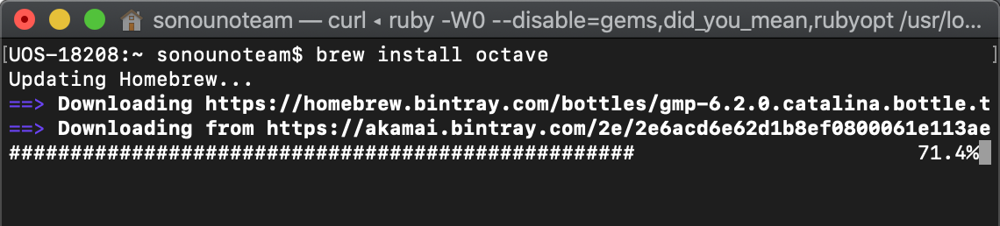 sonounoteam — curl ◂ ruby -W0 --disable=gems,did_you_mean,rubyopt /usr/lo...
[UOS-18208:~ sonounoteam$ brew install octave ]
Updating Homebrew...
==> Downloading https://homebrew.bintray.com/bottles/gmp-6.2.0.catalina.bottle.t
==> Downloading from https://akamai.bintray.com/2e/2e6acd6e62d1b8ef0800061e113ae
################################################### 71.4%